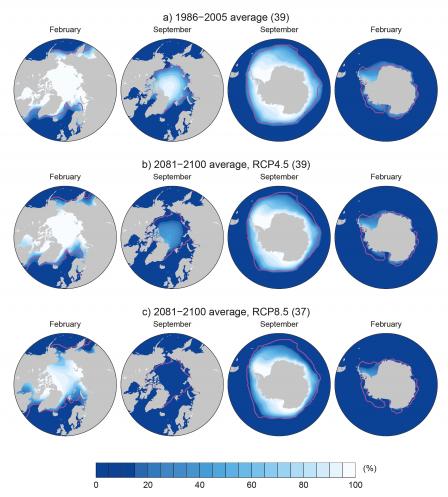 a) 1986−2005 average (39)
February September September February
b) 2081−2100 average, RCP4.5 (39)
February September September February
c) 2081−2100 average, RCP8.5 (37)
February September September February
(%)
0 20 40 60 80 100